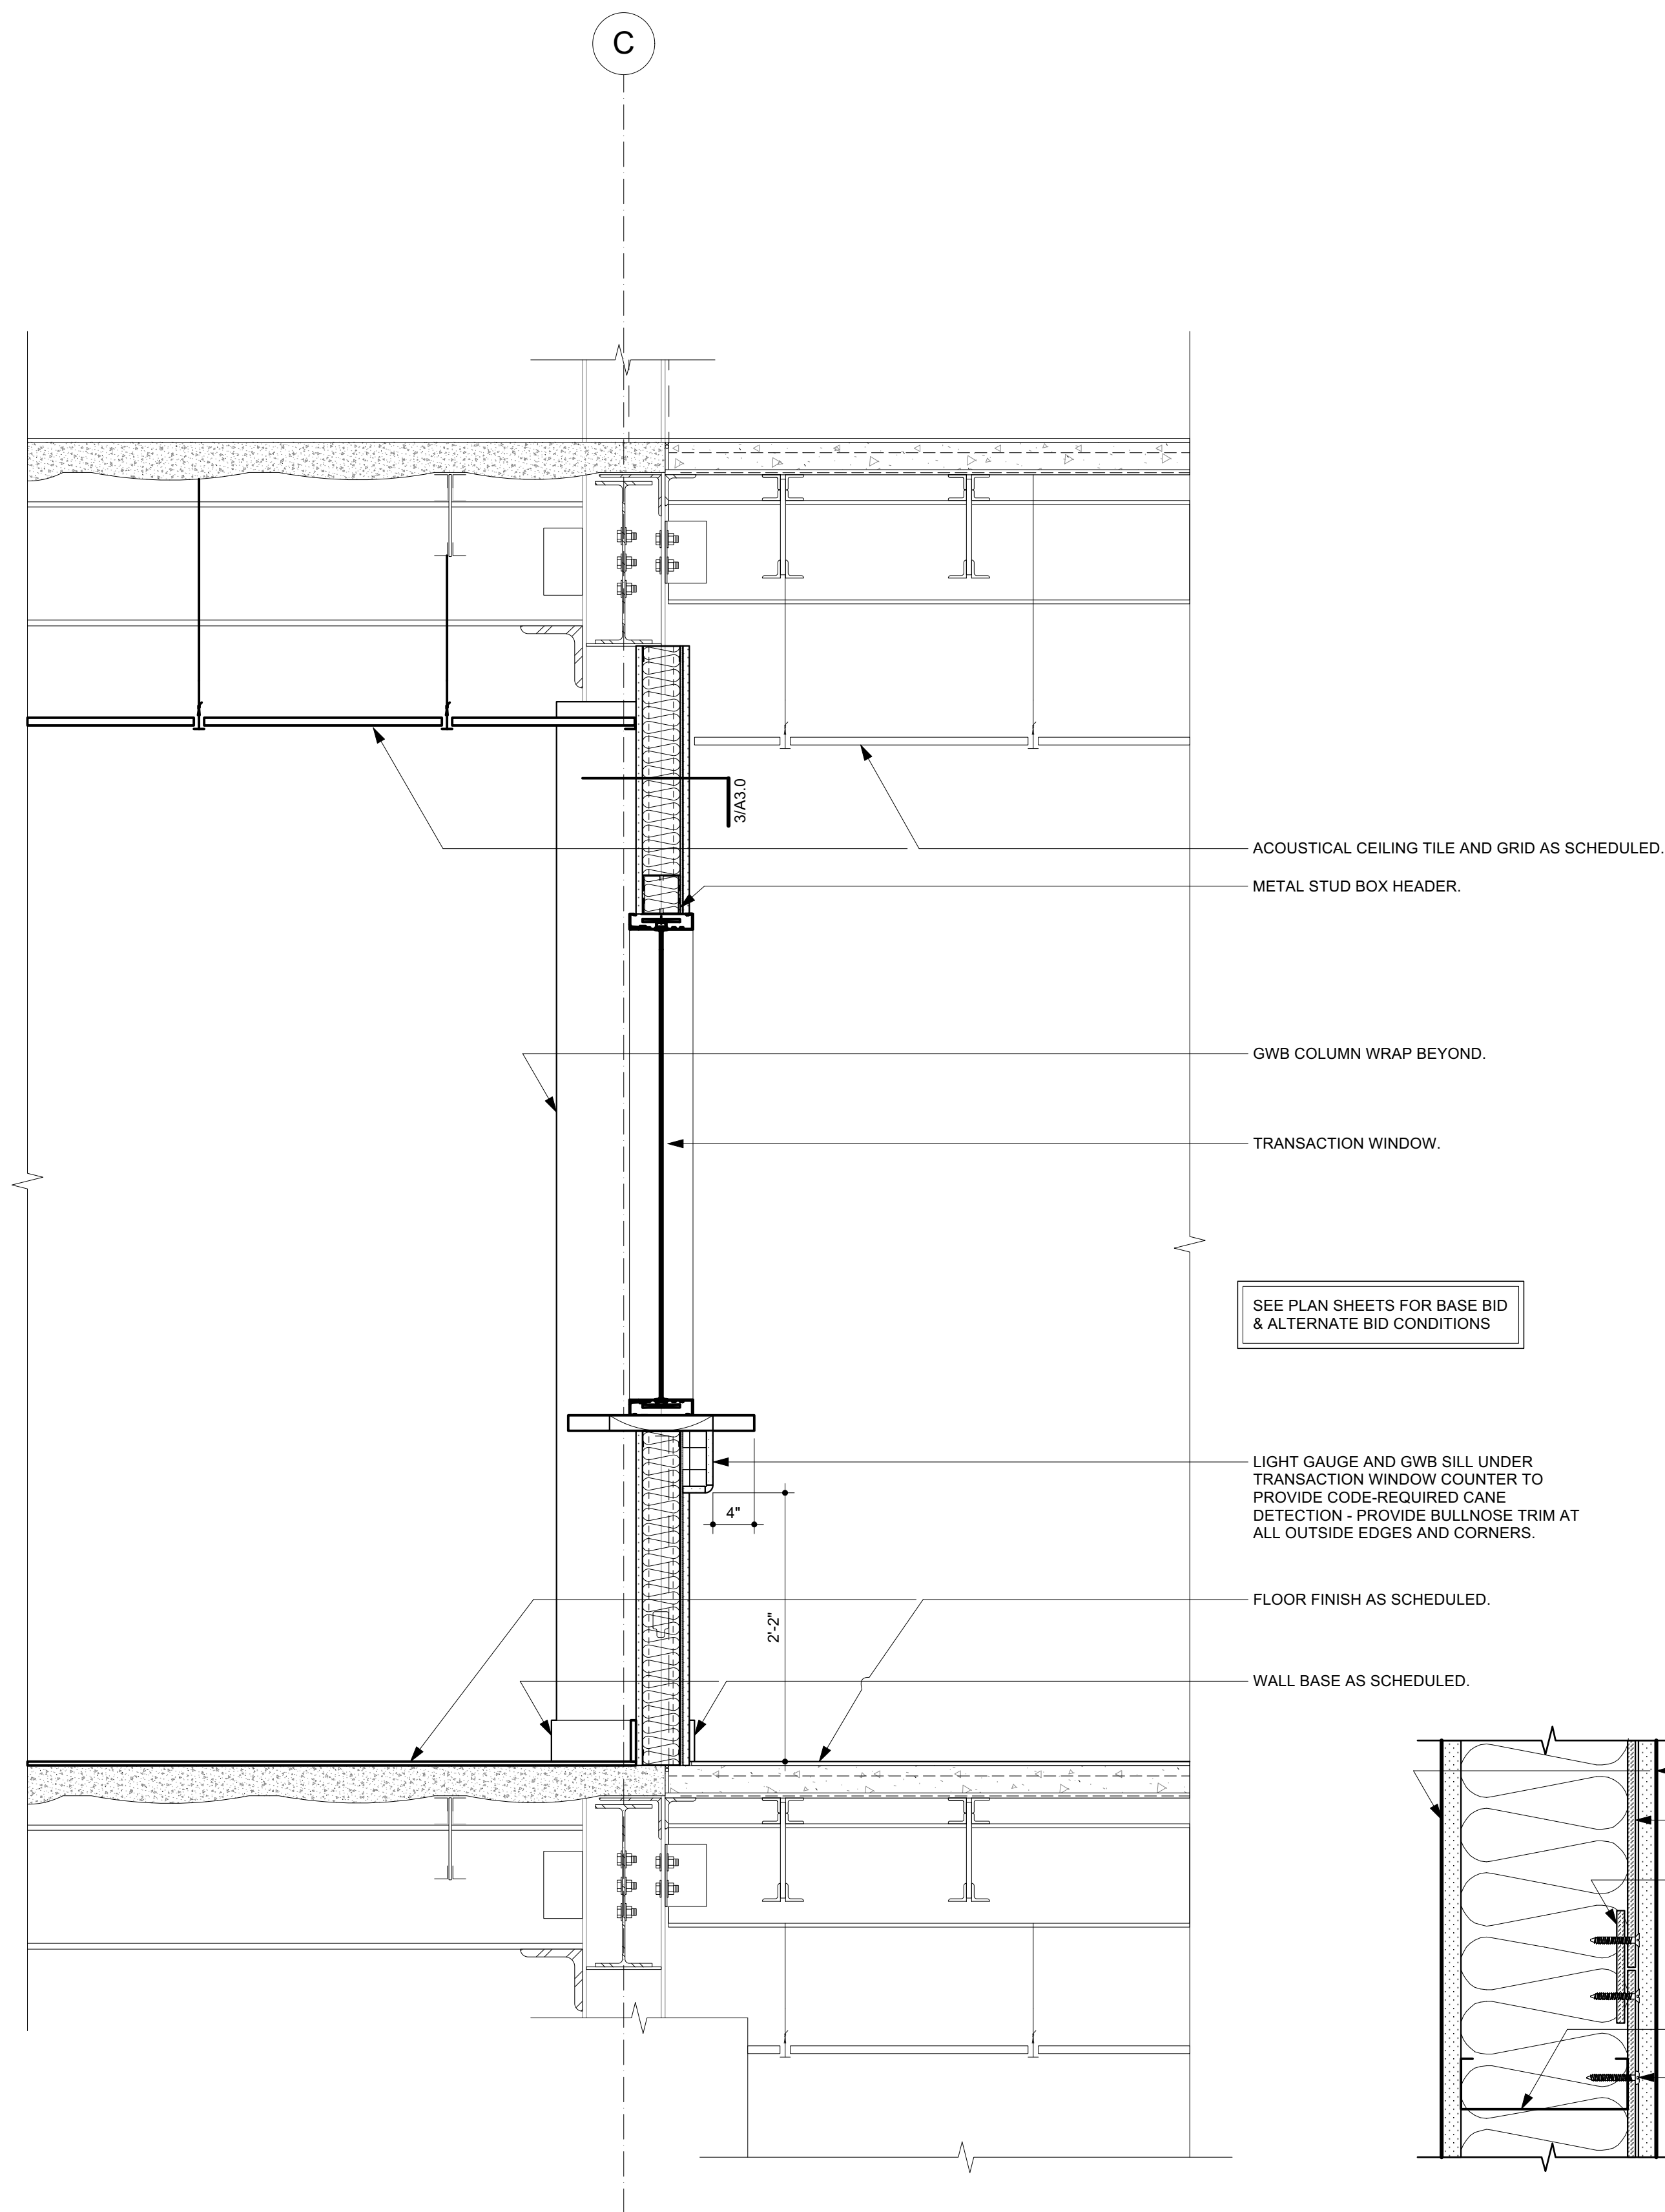 C
3/A3.0
ACOUSTICAL CEILING TILE AND GRID AS SCHEDULED.
METAL STUD BOX HEADER.
GWB COLUMN WRAP BEYOND.
TRANSACTION WINDOW.
SEE PLAN SHEETS FOR BASE BID
& ALTERNATE BID CONDITIONS
LIGHT GAUGE AND GWB SILL UNDER
TRANSACTION WINDOW COUNTER TO
PROVIDE CODE-REQUIRED CANE
DETECTION - PROVIDE BULLNOSE TRIM AT
ALL OUTSIDE EDGES AND CORNERS.
4"
2'-2"
FLOOR FINISH AS SCHEDULED.
WALL BASE AS SCHEDULED.